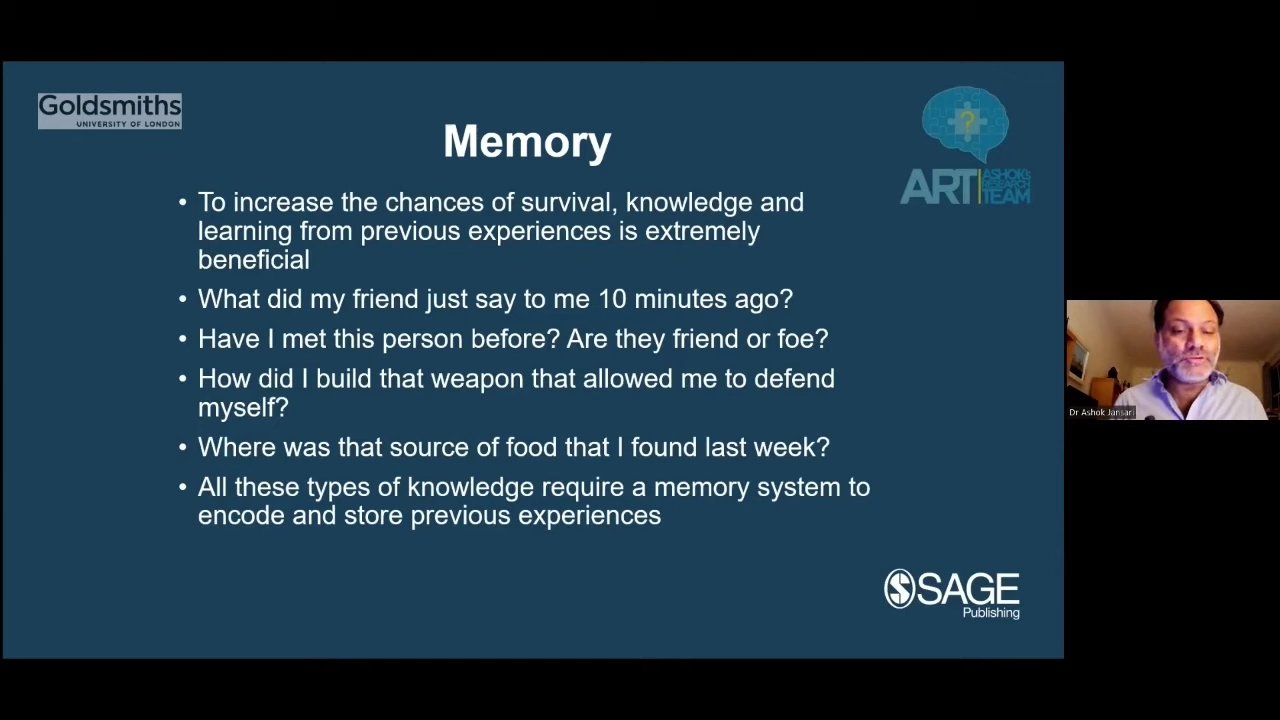 Goldsmiths
UNIVERSITY OF LONDON
?
ART
ASHOK'S
RESEARCH
TEAM
Memory
• To increase the chances of survival, knowledge and
learning from previous experiences is extremely
beneficial
• What did my friend just say to me 10 minutes ago?
• Have I met this person before? Are they friend or foe?
• How did I build that weapon that allowed me to defend
myself?
• Where was that source of food that I found last week?
• All these types of knowledge require a memory system to
encode and store previous experiences
SAGE
Publishing
Dr Ashok Jansari